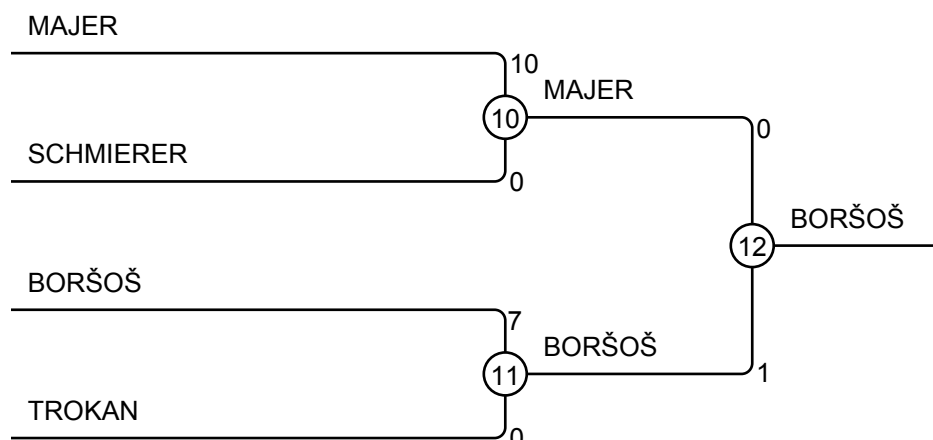 MAJER
10
MAJER
10
0
SCHMIERER
0
BORŠOŠ
12
BORŠOŠ
7
BORŠOŠ
11
1
TROKAN
0